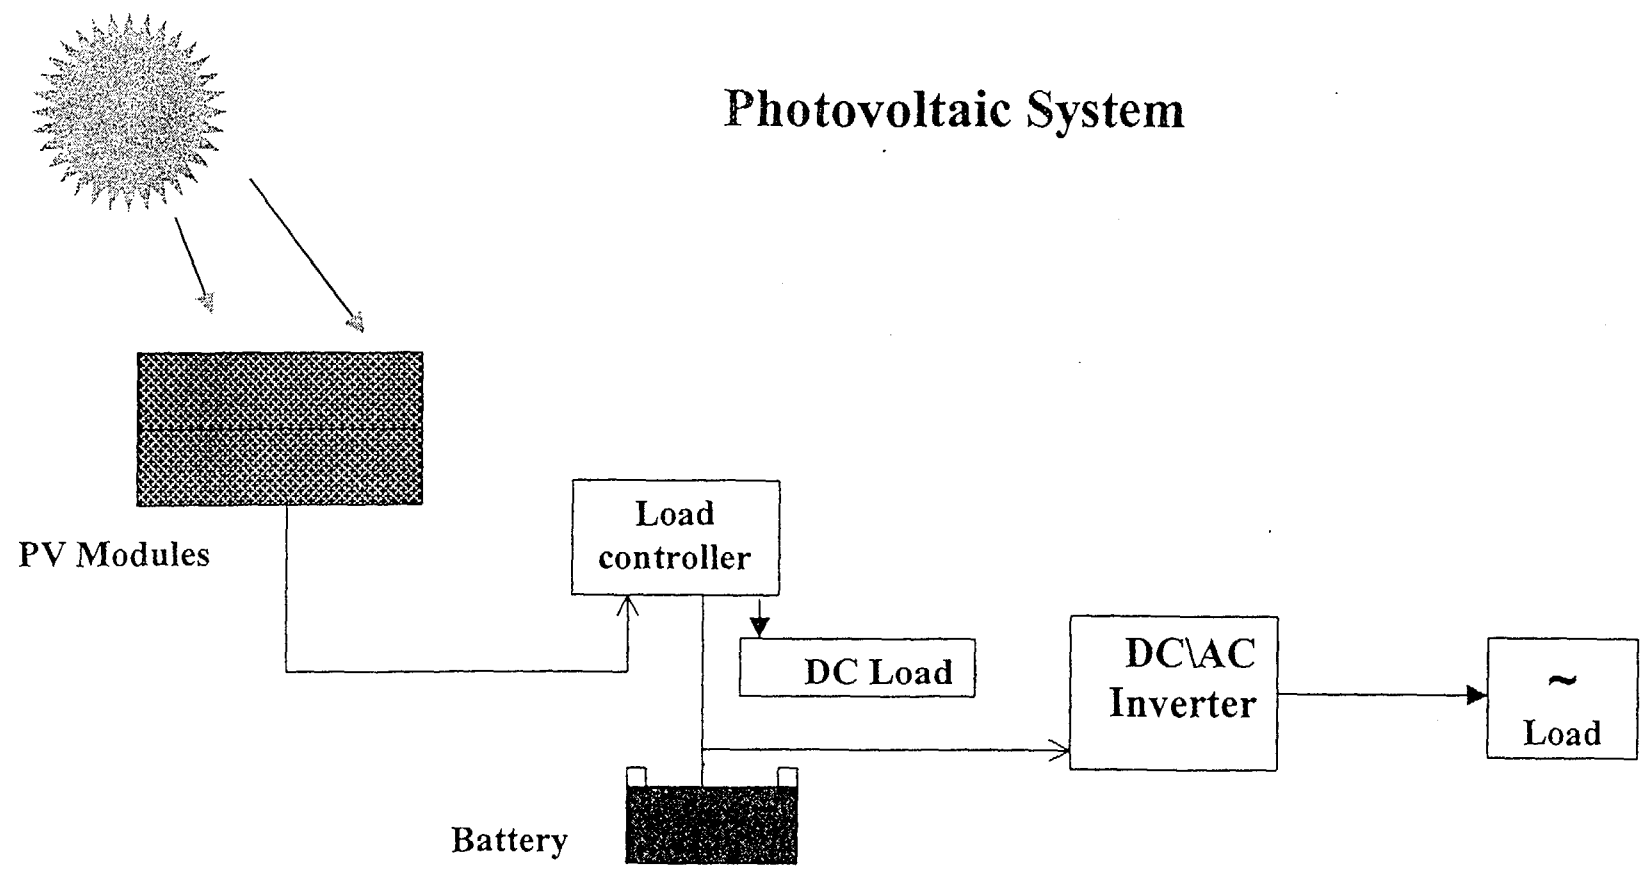 Photovoltaic System
PV Modules
Load
controller
DC Load
DC\AC
Inverter
~
Load
Battery